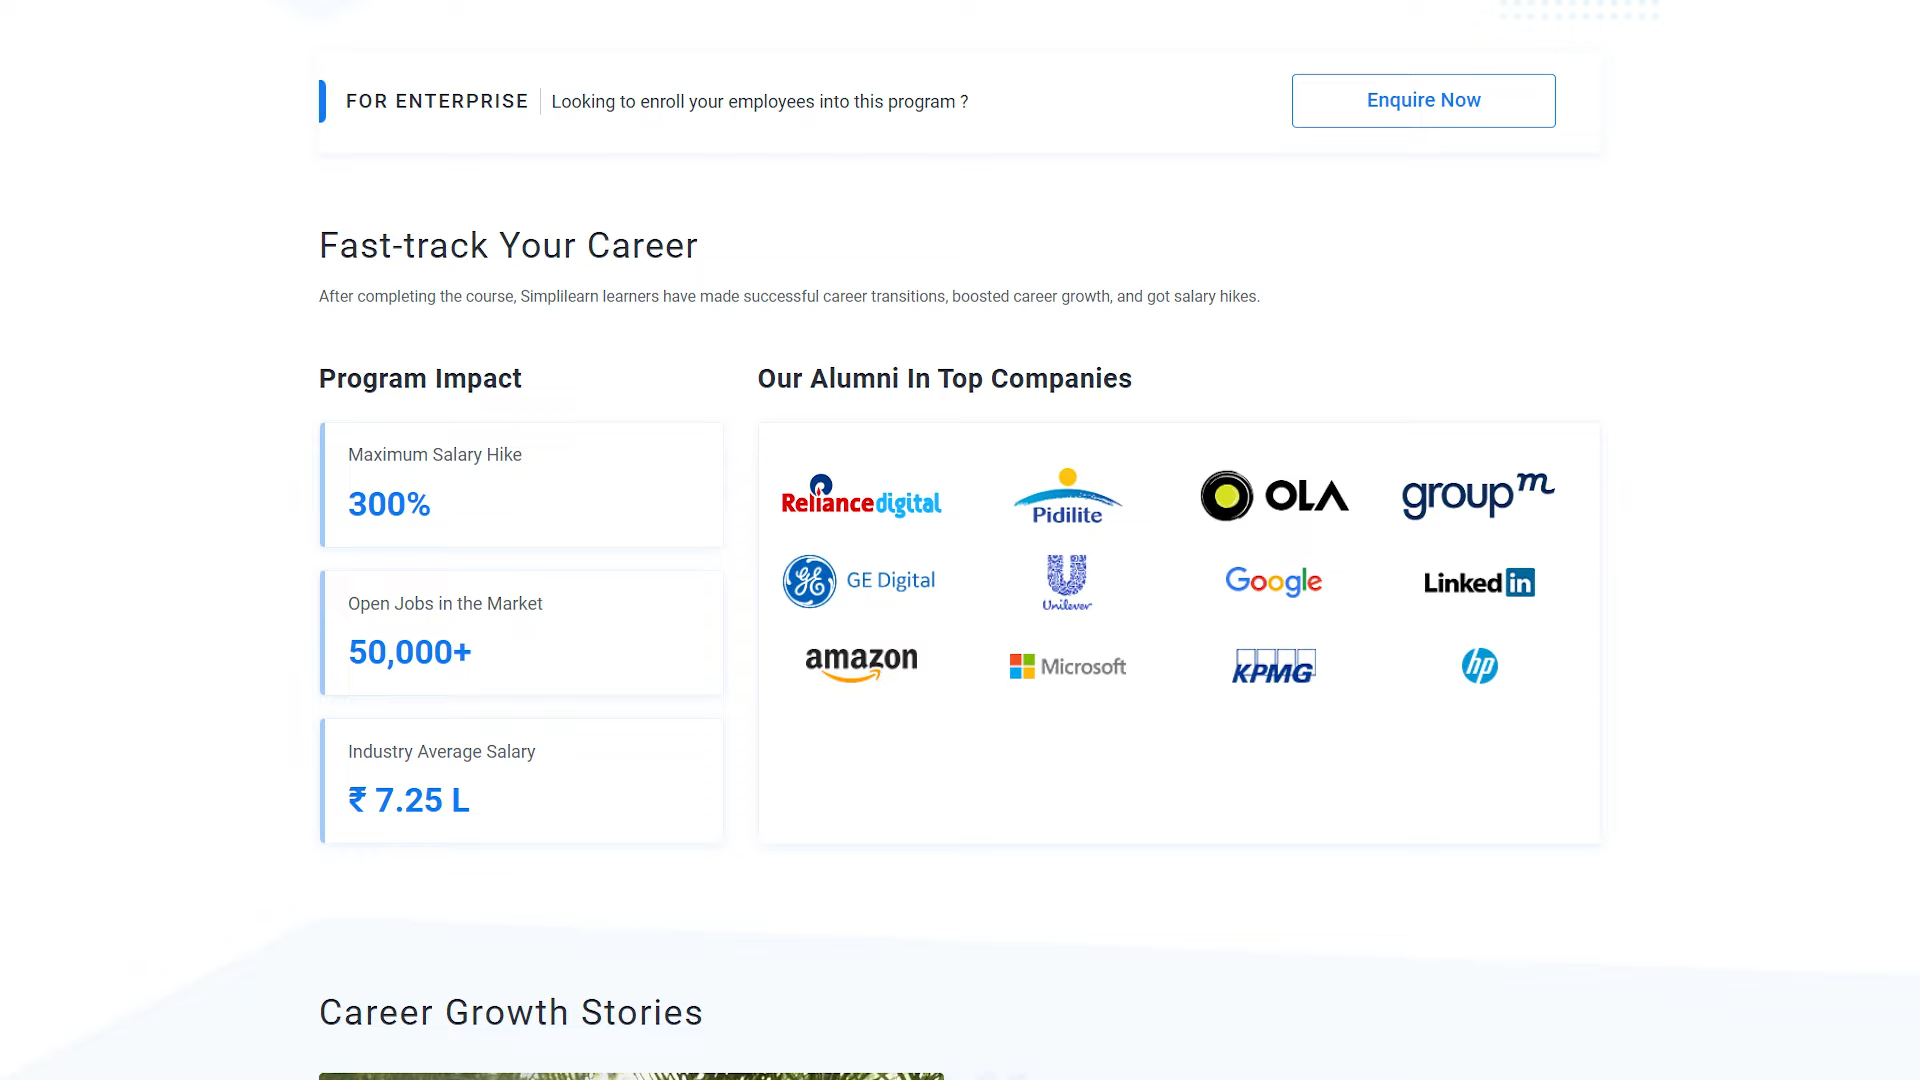 FOR ENTERPRISE
Looking to enroll your employees into this program ?
Enquire Now
Fast-track Your Career
After completing the course, Simplilearn learners have made successful career transitions, boosted career growth, and got salary hikes.
Program Impact
Maximum Salary Hike
300%
Open Jobs in the Market
50,000+
Industry Average Salary
₹ 7.25 L
Our Alumni In Top Companies
Reliance digital
Pidilite
OLA
groupm
GE Digital
Unilever
Google
Linked in
amazon
Microsoft
KPMG
hp
Career Growth Stories